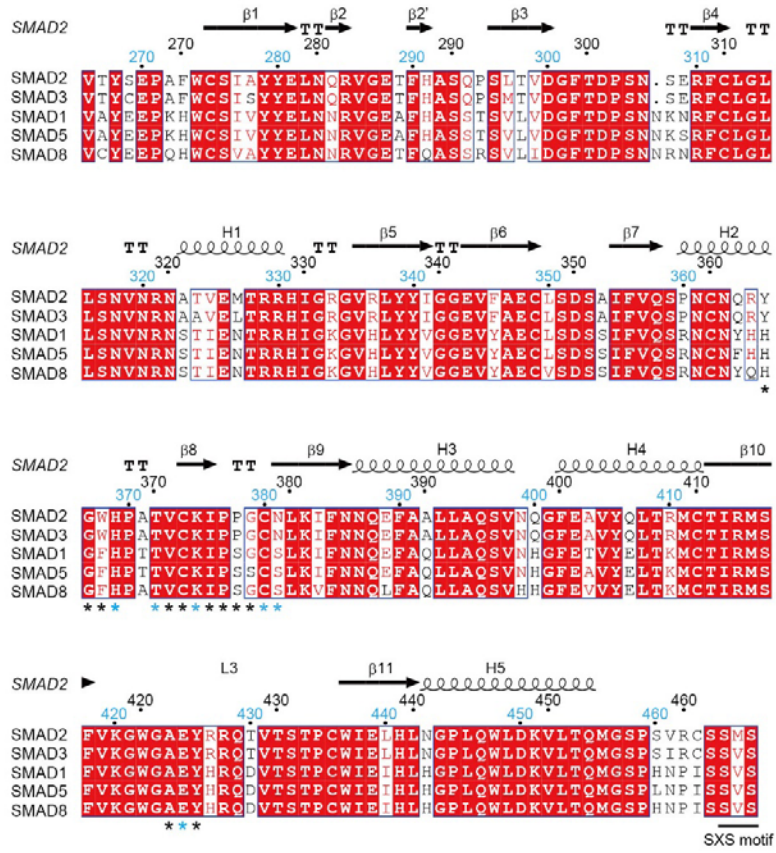 SMAD2 β1 TT β2 β2' β3 TT β4 TT
270 270 280 280 290 290 300 300 310 310
SMAD2 VTYSEPAFWCSIAYYELNQRVGETFHASQPSLTVDGFTDPSN.SERFCLGL
SMAD3 VTYCEPAFWCSISYYELNQRVGETFHASQPSMTVDGFTDPSN.SERFCLGL
SMAD1 VAYEEPKHWCSIVYYELNNRVGEAFHASSTSVLVDGFTDPSNNKNRFCLGL
SMAD5 VAYEEPKHWCSIVYYELNNRVGEAFHASSTSVLVDGFTDPSNNKSRFCLGL
SMAD8 VCYEEPQHWCSVAYYELNNRVGETFQASSRSVLIDGFTDPSNNRNRFCLGL
SMAD2 TT H1 TT β5 TT β6 β7 H2
320 320 330 330 340 340 350 350 360 360
SMAD2 LSNVNRNATVEMTRRHIGRGVRLYYIGGEVFAECLSDSAIFVQSPNCNQRY
SMAD3 LSNVNRNAAVELTRRHIGRGVRLYYIGGEVFAECLSDSAIFVQSPNCNQRY
SMAD1 LSNVNRNSTIENTRRHIGKGVHLYYVGGEVYAECLSDSSIFVQSRNCNYHH
SMAD5 LSNVNRNSTIENTRRHIGKGVHLYYVGGEVYAECLSDSSIFVQSRNCNFHH
SMAD8 LSNVNRNSTIENTRRHIGKGVHLYYVGGEVYAECVSDSSIFVQSRNCNYQH
*
SMAD2 TT β8 TT β9 H3 H4 β10
370 370 380 380 390 390 400 400 410 410
SMAD2 GWHPATVCKIPPGCNLKIFNNQEFAALLAQSVNQGFEAVYQLTRMCTIRMS
SMAD3 GWHPATVCKIPPGCNLKIFNNQEFAALLAQSVNQGFEAVYQLTRMCTIRMS
SMAD1 GFHPTTVCKIPSGCSLKIFNNQEFAQLLAQSVNHGFETVYELTKMCTIRMS
SMAD5 GFHPTTVCKIPSSCSLKIFNNQEFAQLLAQSVNHGFEAVYELTKMCTIRMS
SMAD8 GFHPATVCKIPSGCSLKVFNNQLFAQLLAQSVHHGFEVVYELTKMCTIRMS
* * * * * * * * * * * *
SMAD2 L3 β11 H5
420 420 430 430 440 440 450 450 460 460
SMAD2 FVKGWGAEYRRQTVTSTPCWIELHLNGPLQWLDKVLTQMGSPSVRCSSMS
SMAD3 FVKGWGAEYRRQTVTSTPCWIELHLNGPLQWLDKVLTQMGSPSIRCSSVS
SMAD1 FVKGWGAEYHRQDVTSTPCWIEIHLHGPLQWLDKVLTQMGSPHNPISSVS
SMAD5 FVKGWGAEYHRQDVTSTPCWIEIHLHGPLQWLDKVLTQMGSPLNPISSVS
SMAD8 FVKGWGAEYHRQDVTSTPCWIEIHLHGPLQWLDKVLTQMGSPHNPISSVS
* * *
SXS motif